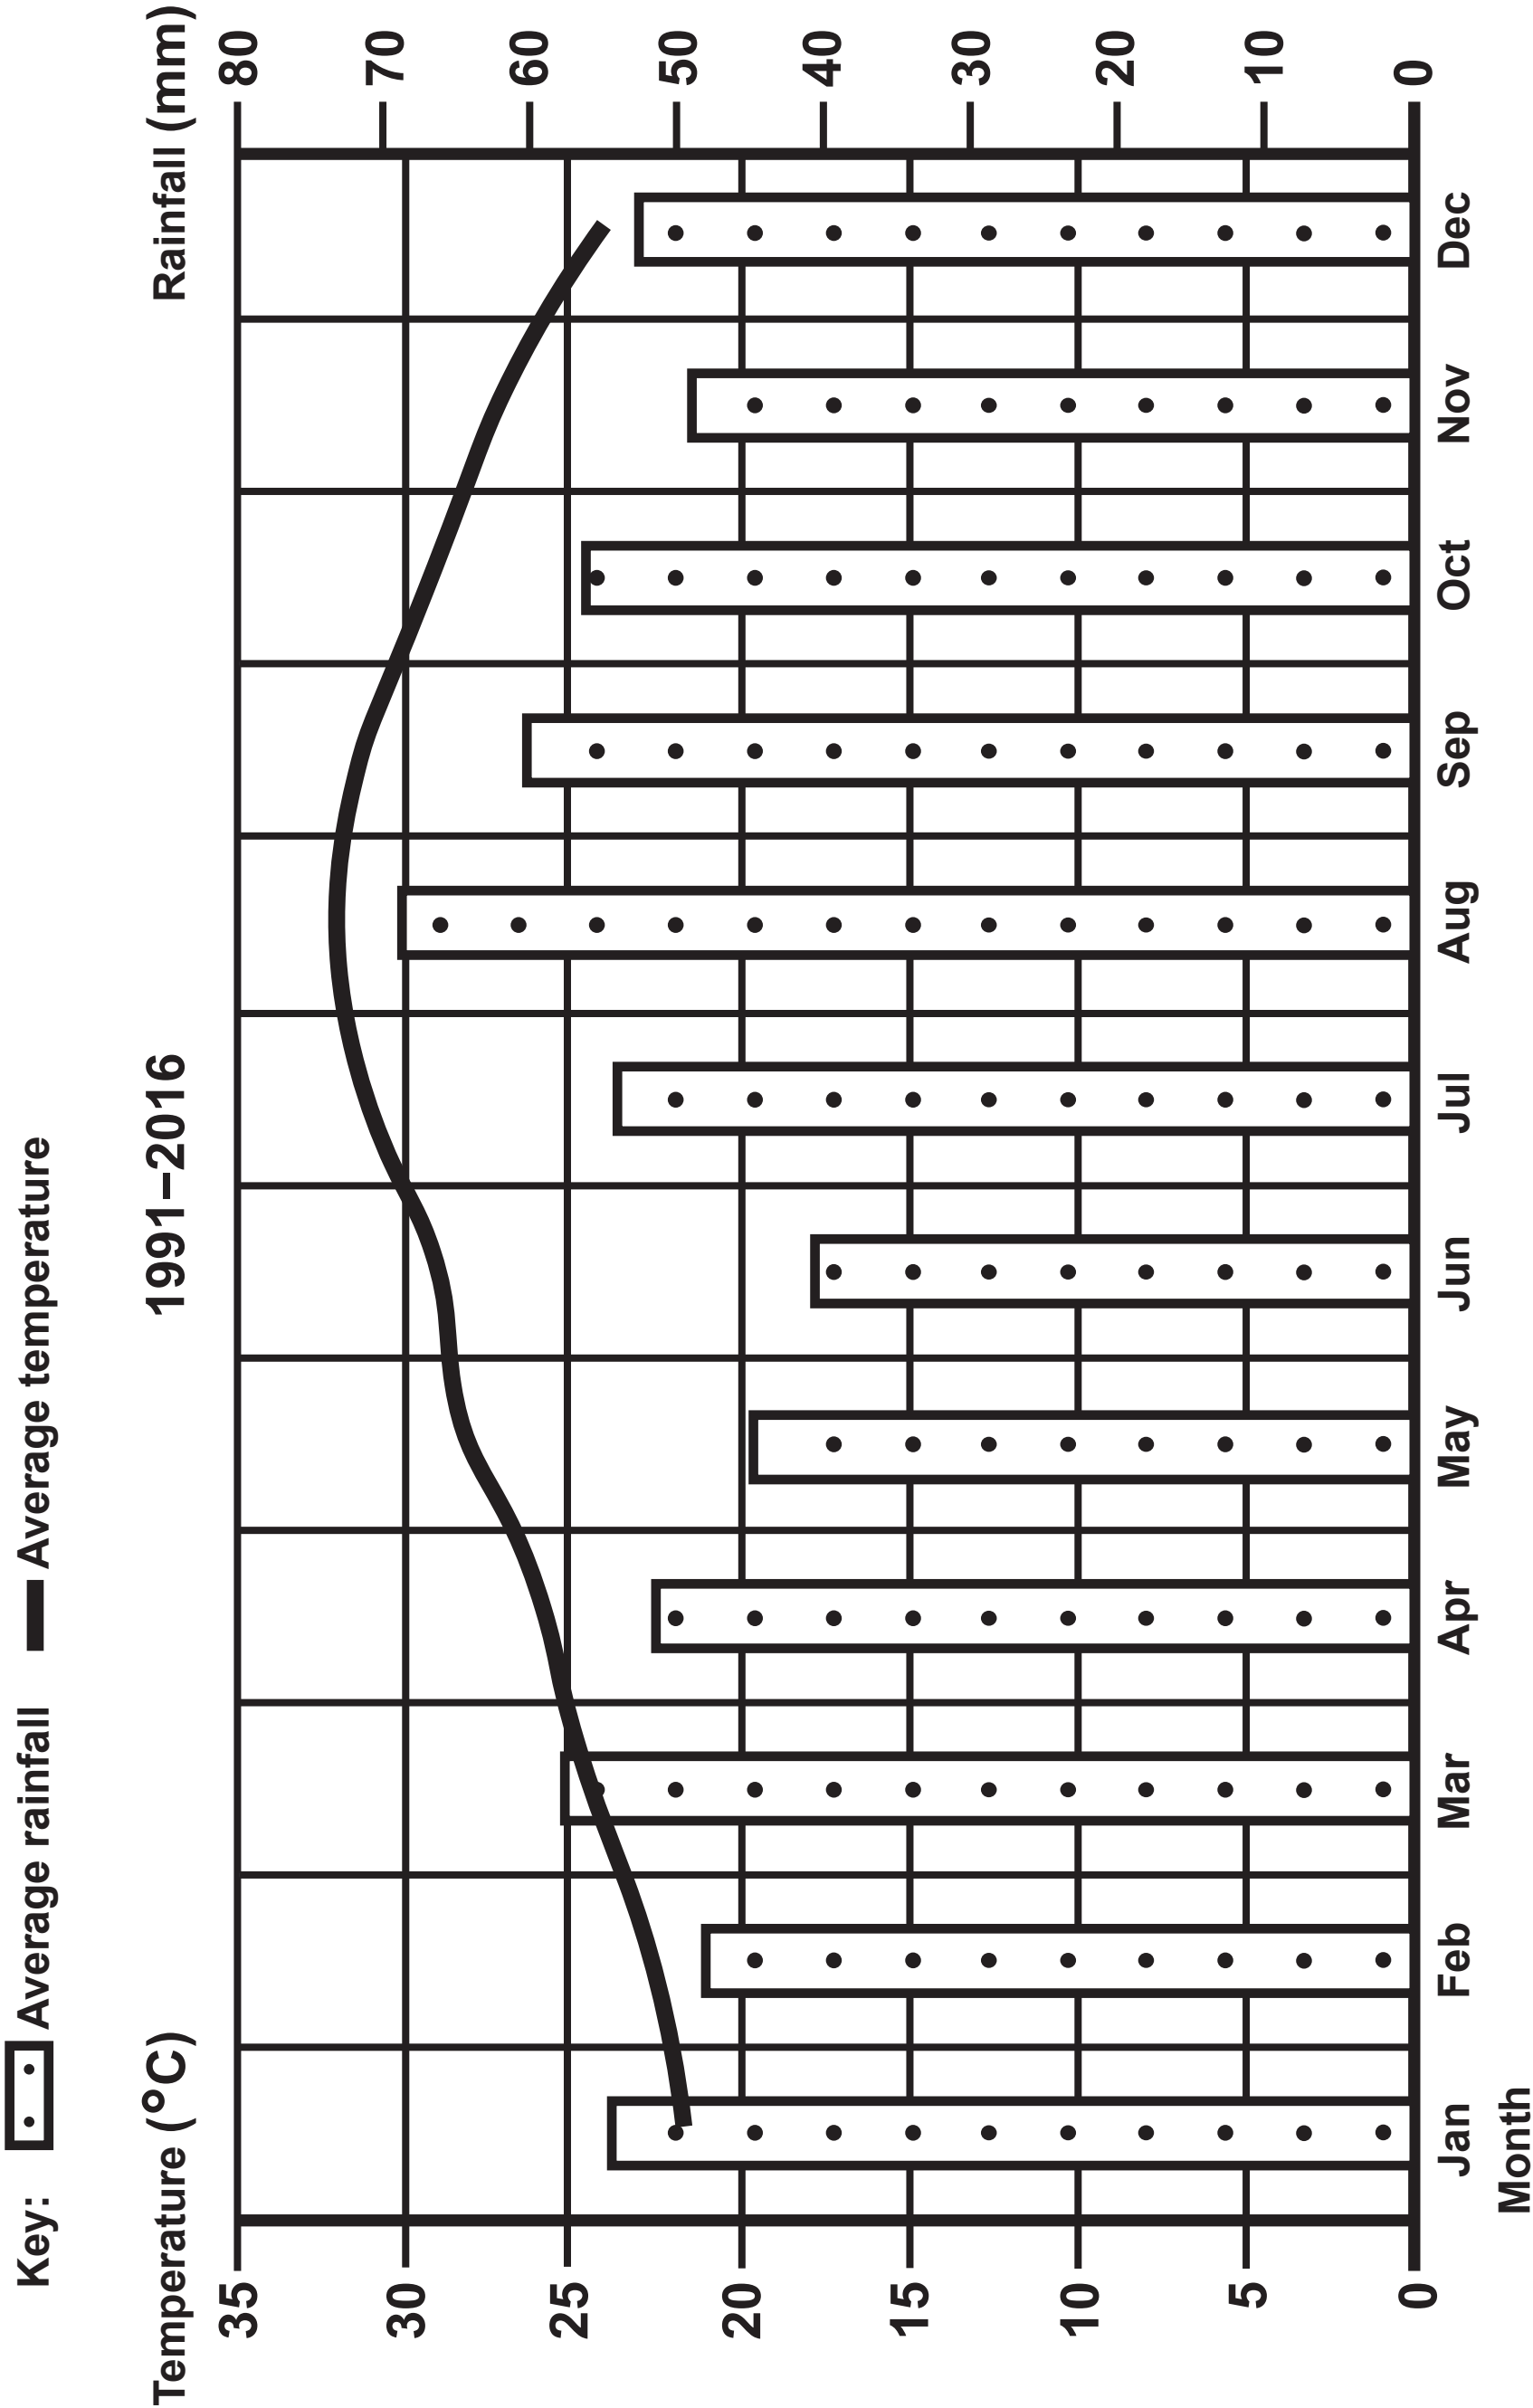 Key: Average rainfall Average temperature
1991–2016
Temperature (°C) Rainfall (mm)
35 80
30 70
25 60
20 50
15 40
10 30
5 20
0 10
0
Jan Feb Mar Apr May Jun Jul Aug Sep Oct Nov Dec
Month